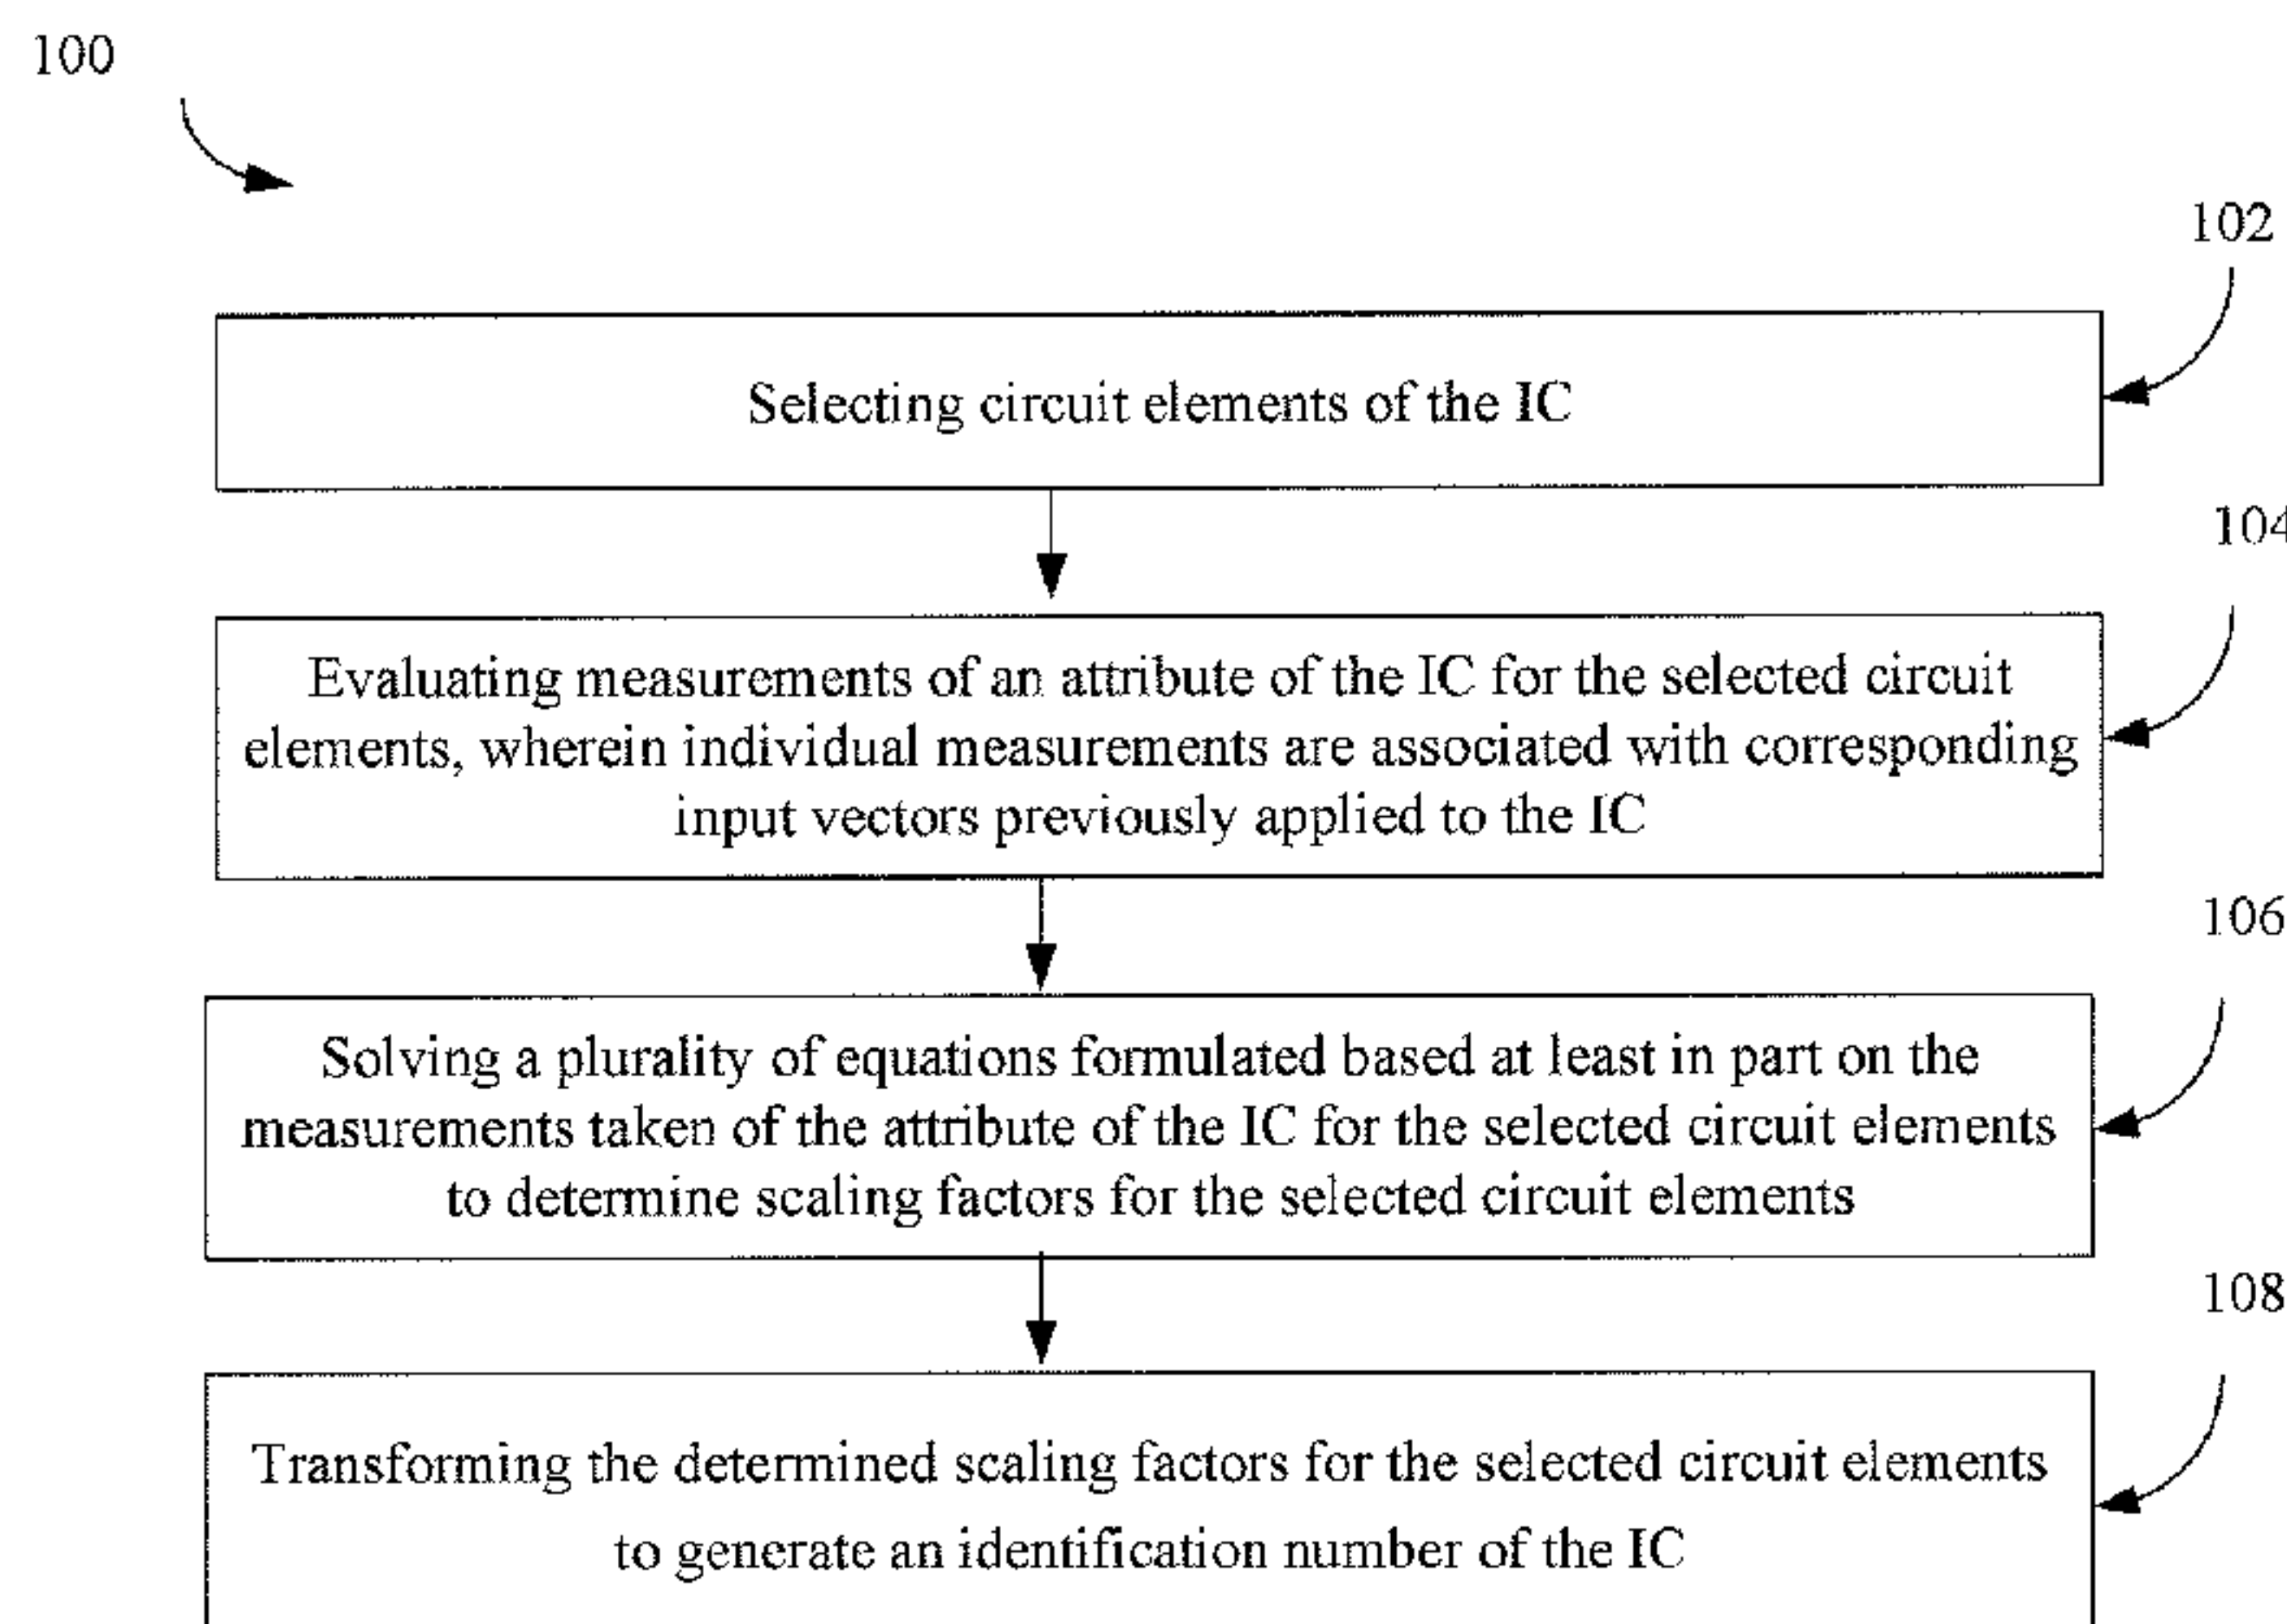 100
102
Selecting circuit elements of the IC
104
Evaluating measurements of an attribute of the IC for the selected circuit
elements, wherein individual measurements are associated with corresponding
input vectors previously applied to the IC
106
Solving a plurality of equations formulated based at least in part on the
measurements taken of the attribute of the IC for the selected circuit elements
to determine scaling factors for the selected circuit elements
108
Transforming the determined scaling factors for the selected circuit elements
to generate an identification number of the IC